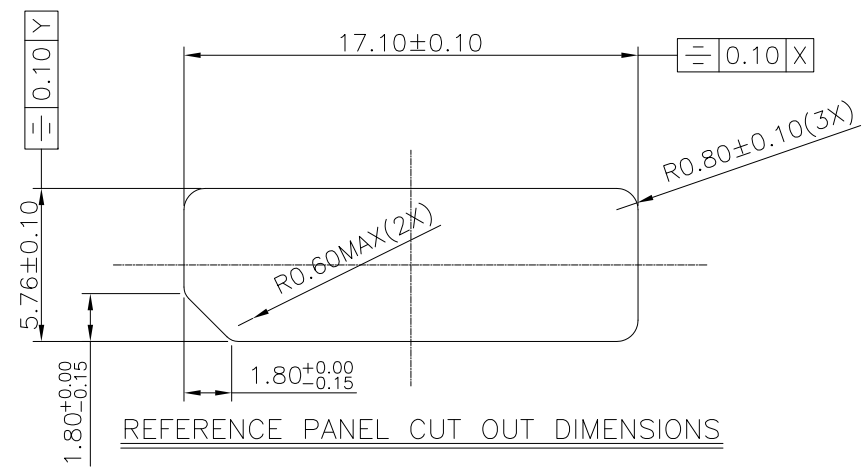 17.10±0.10
⌯ 0.10 X
⌯ 0.10 Y
R0.80±0.10(3X)
R0.60MAX(2X)
5.76±0.10
1.80+0.00 -0.15
1.80+0.00 -0.15
REFERENCE PANEL CUT OUT DIMENSIONS